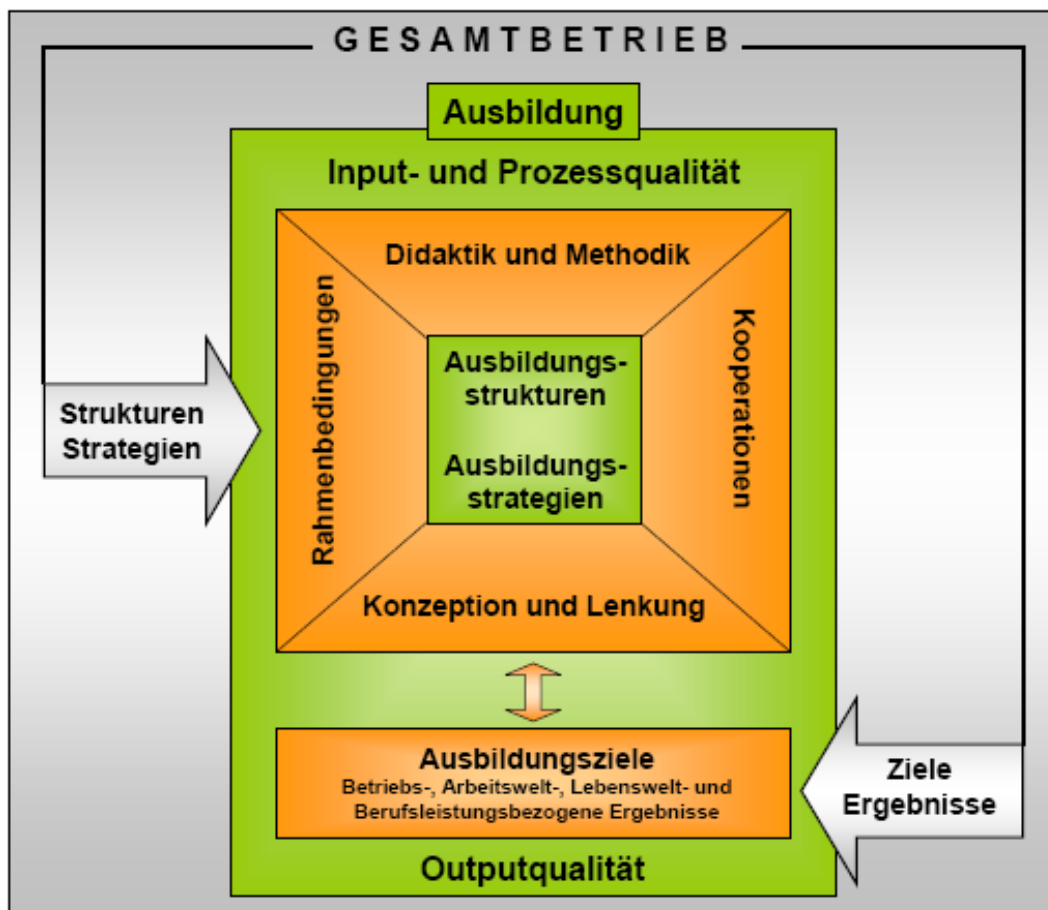 GESAMTBETRIEB
Ausbildung
Input- und Prozessqualität
Didaktik und Methodik
Rahmenbedingungen
Kooperationen
Ausbildungs-
strukturen
Ausbildungs-
strategien
Strukturen
Strategien
Konzeption und Lenkung
Ausbildungsziele
Betriebs-, Arbeitswelt-, Lebenswelt- und
Berufsleistungsbezogene Ergebnisse
Ziele
Ergebnisse
Outputqualität